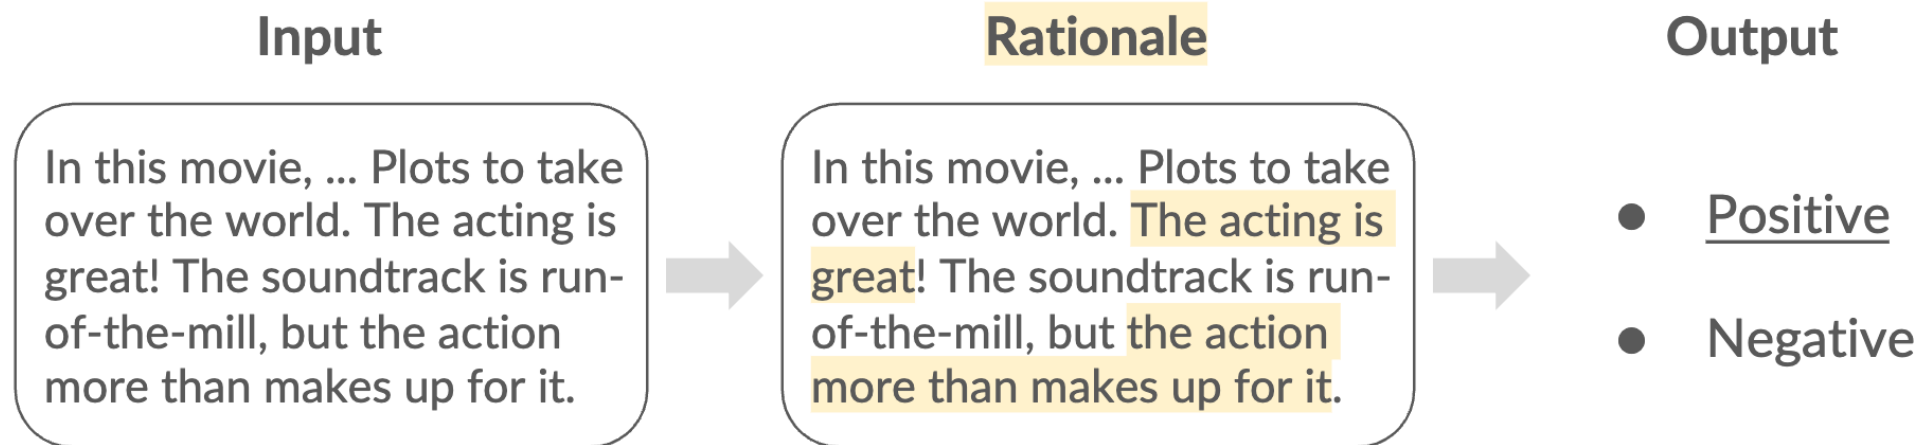 Input
In this movie, ... Plots to take
over the world. The acting is
great! The soundtrack is run-
of-the-mill, but the action
more than makes up for it.
Rationale
In this movie, ... Plots to take
over the world. The acting is
great! The soundtrack is run-
of-the-mill, but the action
more than makes up for it.
Output
● Positive
● Negative